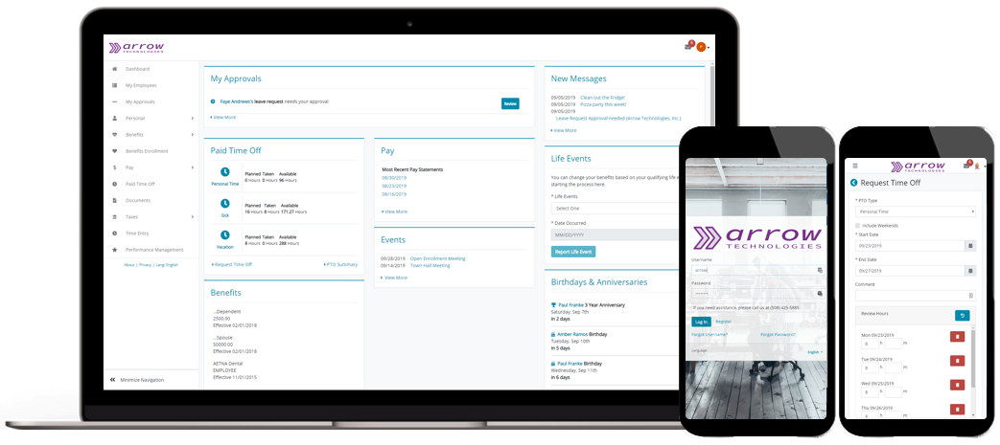 arrow
TECHNOLOGIES
Dashboard
My Employees
My Approvals
Personal
Benefits
Benefits Enrollment
$ Pay
Paid Time Off
Documents
Taxes
Time Entry
Performance Management
About | Privacy | Lang: English
Minimize Navigation
My Approvals
Faye Andrews's leave request needs your approval
Review
View More
Paid Time Off
Personal Time
Planned Taken Available
0 Hours 0 Hours 96 Hours
Sick
Planned Taken Available
16 Hours 8 Hours 171.27 Hours
Vacation
Planned Taken Available
8 Hours 0 Hours 288 Hours
Request Time Off
PTO Summary
Benefits
...Dependent
2500.00
Effective 02/01/2018
...Spouse
50000.00
Effective 02/01/2018
AETNA Dental
EMPLOYEE
Effective 11/01/2015
Pay
Most Recent Pay Statements
08/30/2019
08/23/2019
08/16/2019
View More
Events
09/28/2019 Open Enrollment Meeting
09/14/2019 Town Hall Meeting
View More
New Messages
09/05/2019 Clean out the Fridge!
09/05/2019 Pizza party this week!
09/05/2019
Leave Request Approval needed (Arrow Technologies, Inc.)
View More
Life Events
You can change your benefits based on your qualifying life e
starting the process here.
* Life Events
Select One
* Date Occurred
MM/DD/YYYY
Report Life Event
Birthdays & Anniversaries
Paul Franke 3 Year Anniversary
Saturday, Sep 7th
in 2 days
Amber Ramos Birthday
Tuesday, Sep 10th
in 5 days
Paul Franke Birthday
Wednesday, Sep 11th
in 6 days
arrow
TECHNOLOGIES
Username
arrow
Password
If you need assistance, please call us at (508) 425-5885
Log In
Register
Forgot Username?
Forgot Password?
Language
English
arrow
TECHNOLOGIES
Request Time Off
* PTO Type
Personal Time
Include Weekends
* Start Date
09/23/2019
* End Date
09/27/2019
Comment
Review Hours
Mon 09/23/2019
8 h m
Tue 09/24/2019
8 h m
Wed 09/25/2019
8 h m
Thu 09/26/2019
8 h m